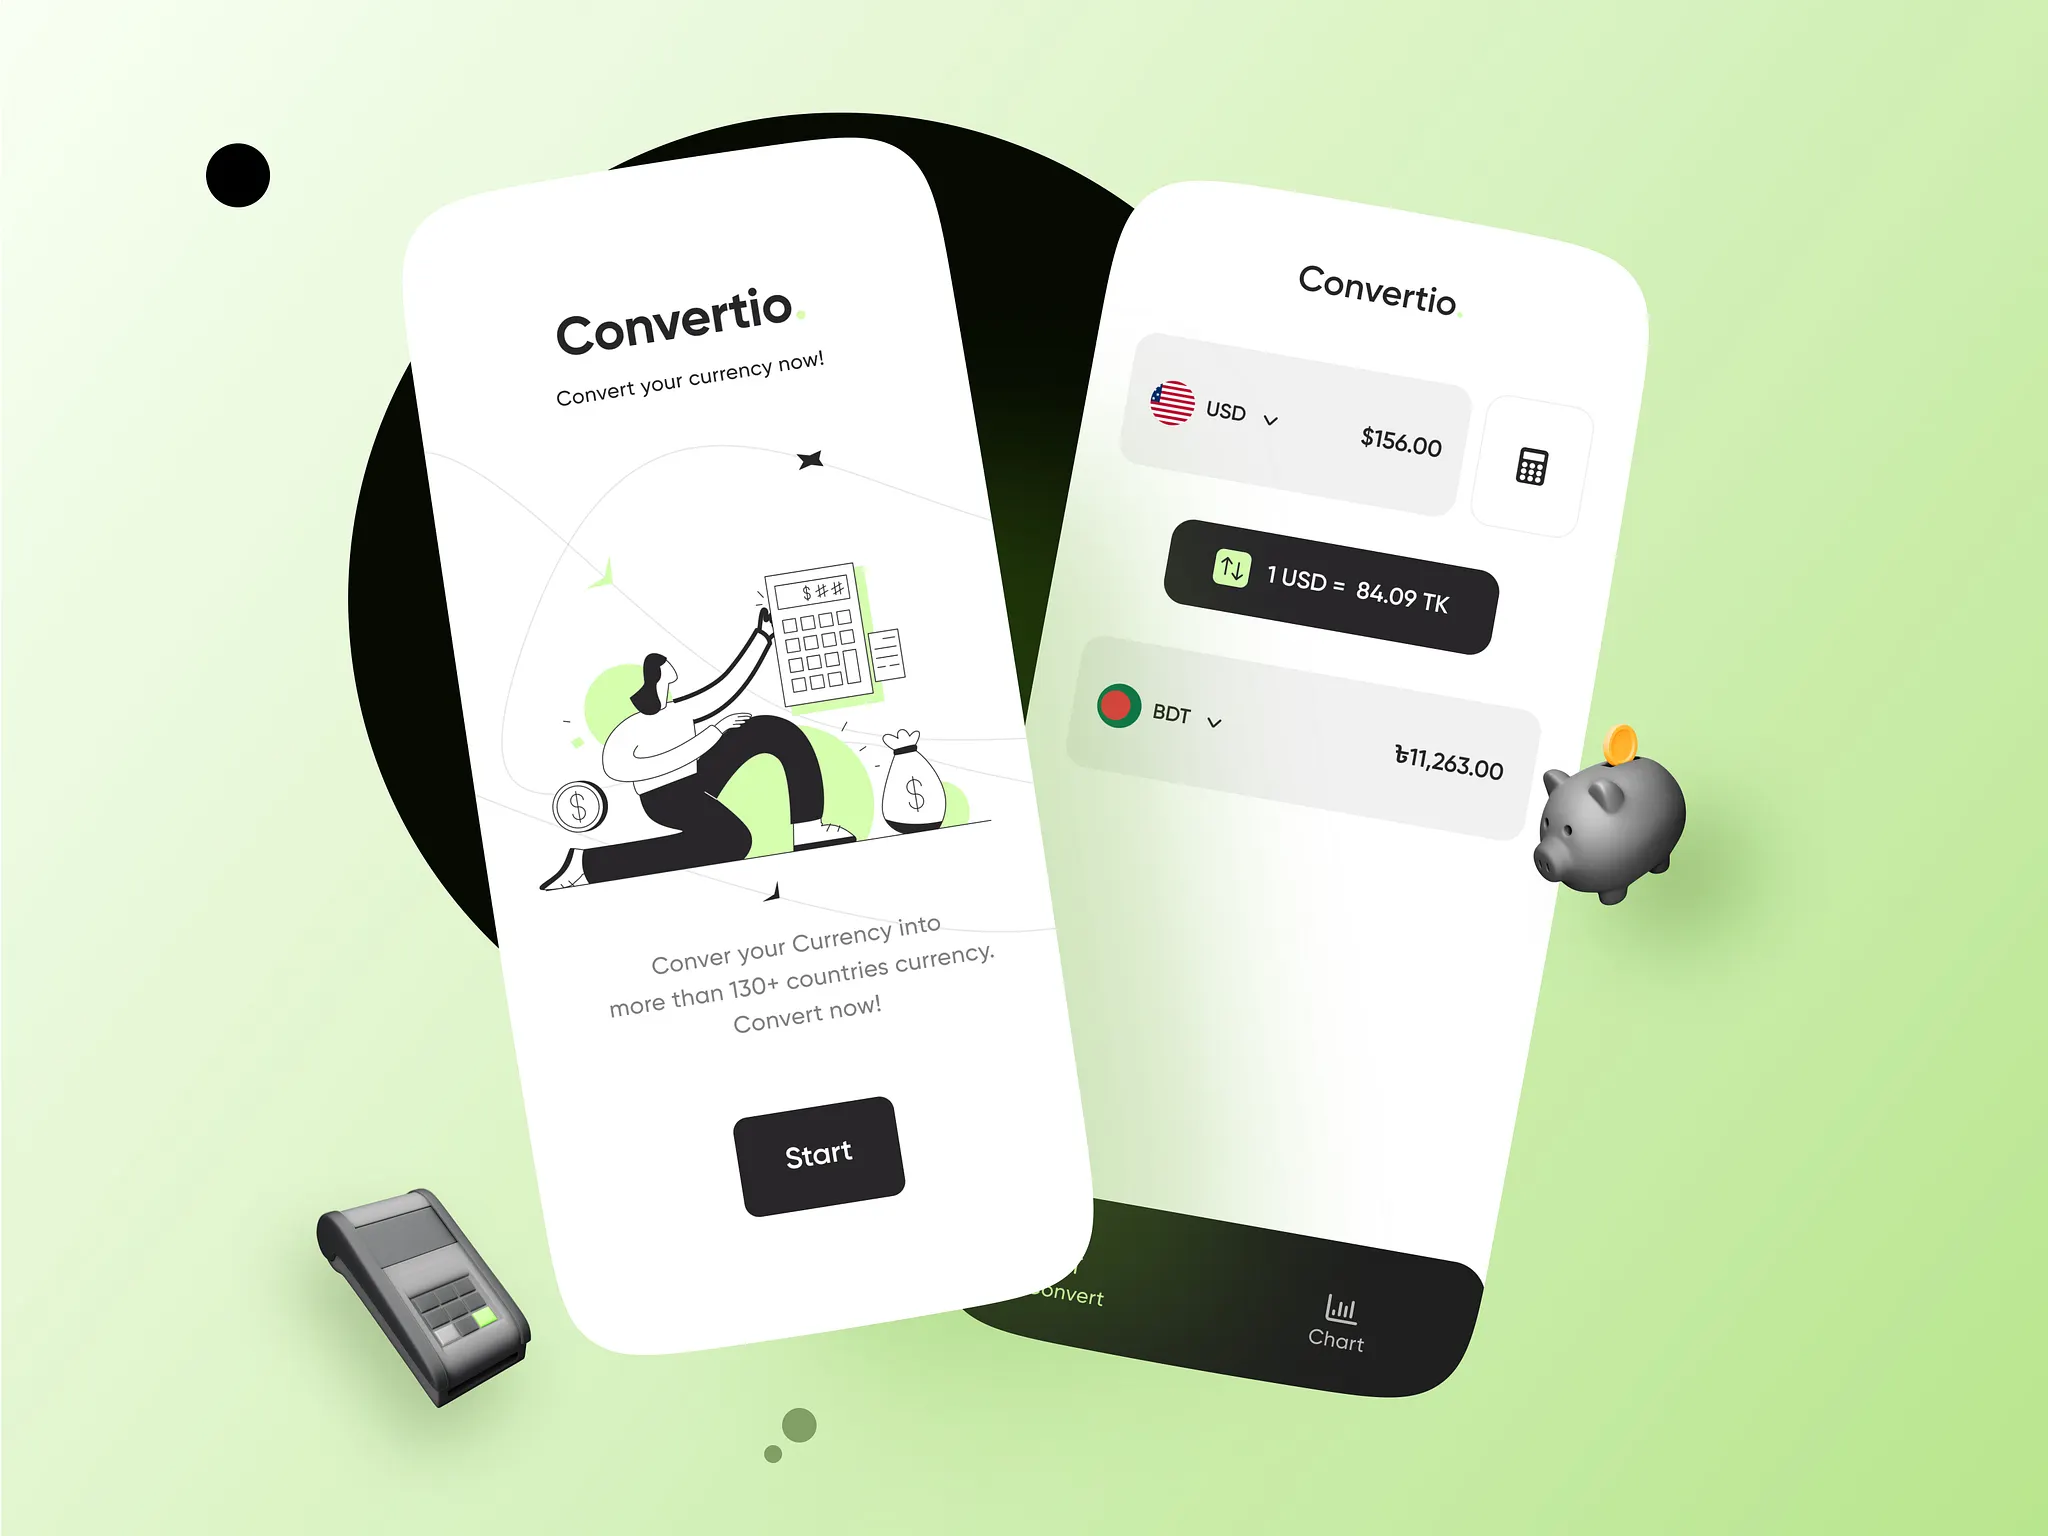 Convertio.
Convert your currency now!
$##
$
$
Conver your Currency into
more than 130+ countries currency.
Convert now!
Start
Convertio.
USD
$156.00
1 USD = 84.09 TK
BDT
৳11,263.00
Chart